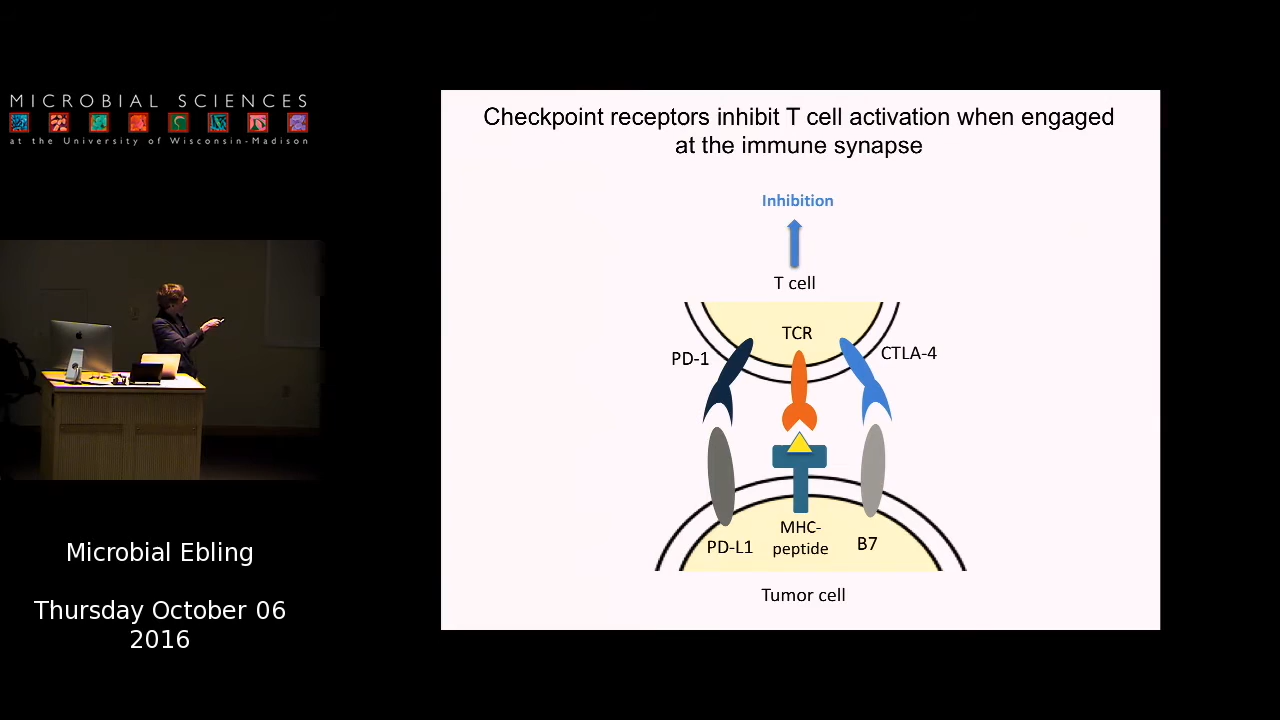 MICROBIAL SCIENCES
at the University of Wisconsin-Madison
Checkpoint receptors inhibit T cell activation when engaged
at the immune synapse
Inhibition
T cell
TCR
PD-1
CTLA-4
PD-L1
MHC-
peptide
B7
Tumor cell
Microbial Ebling
Thursday October 06
2016